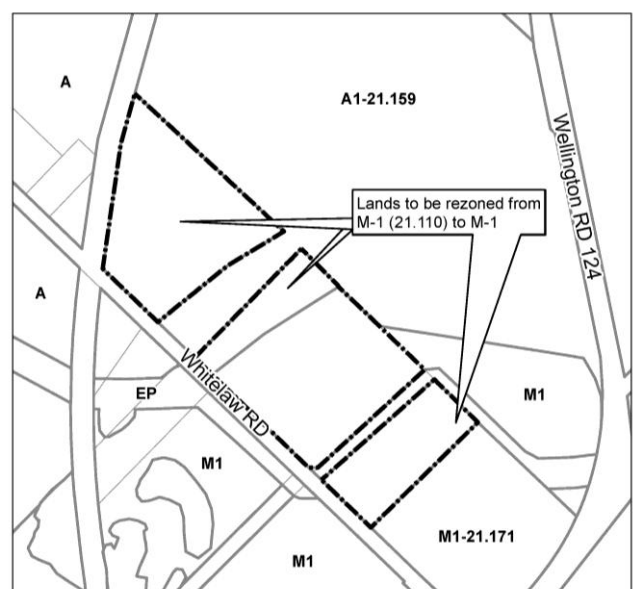 A
A1-21.159
Wellington RD 124
Lands to be rezoned from
M-1 (21.110) to M-1
A
Whitelaw RD
EP
M1
M1
M1-21.171
M1